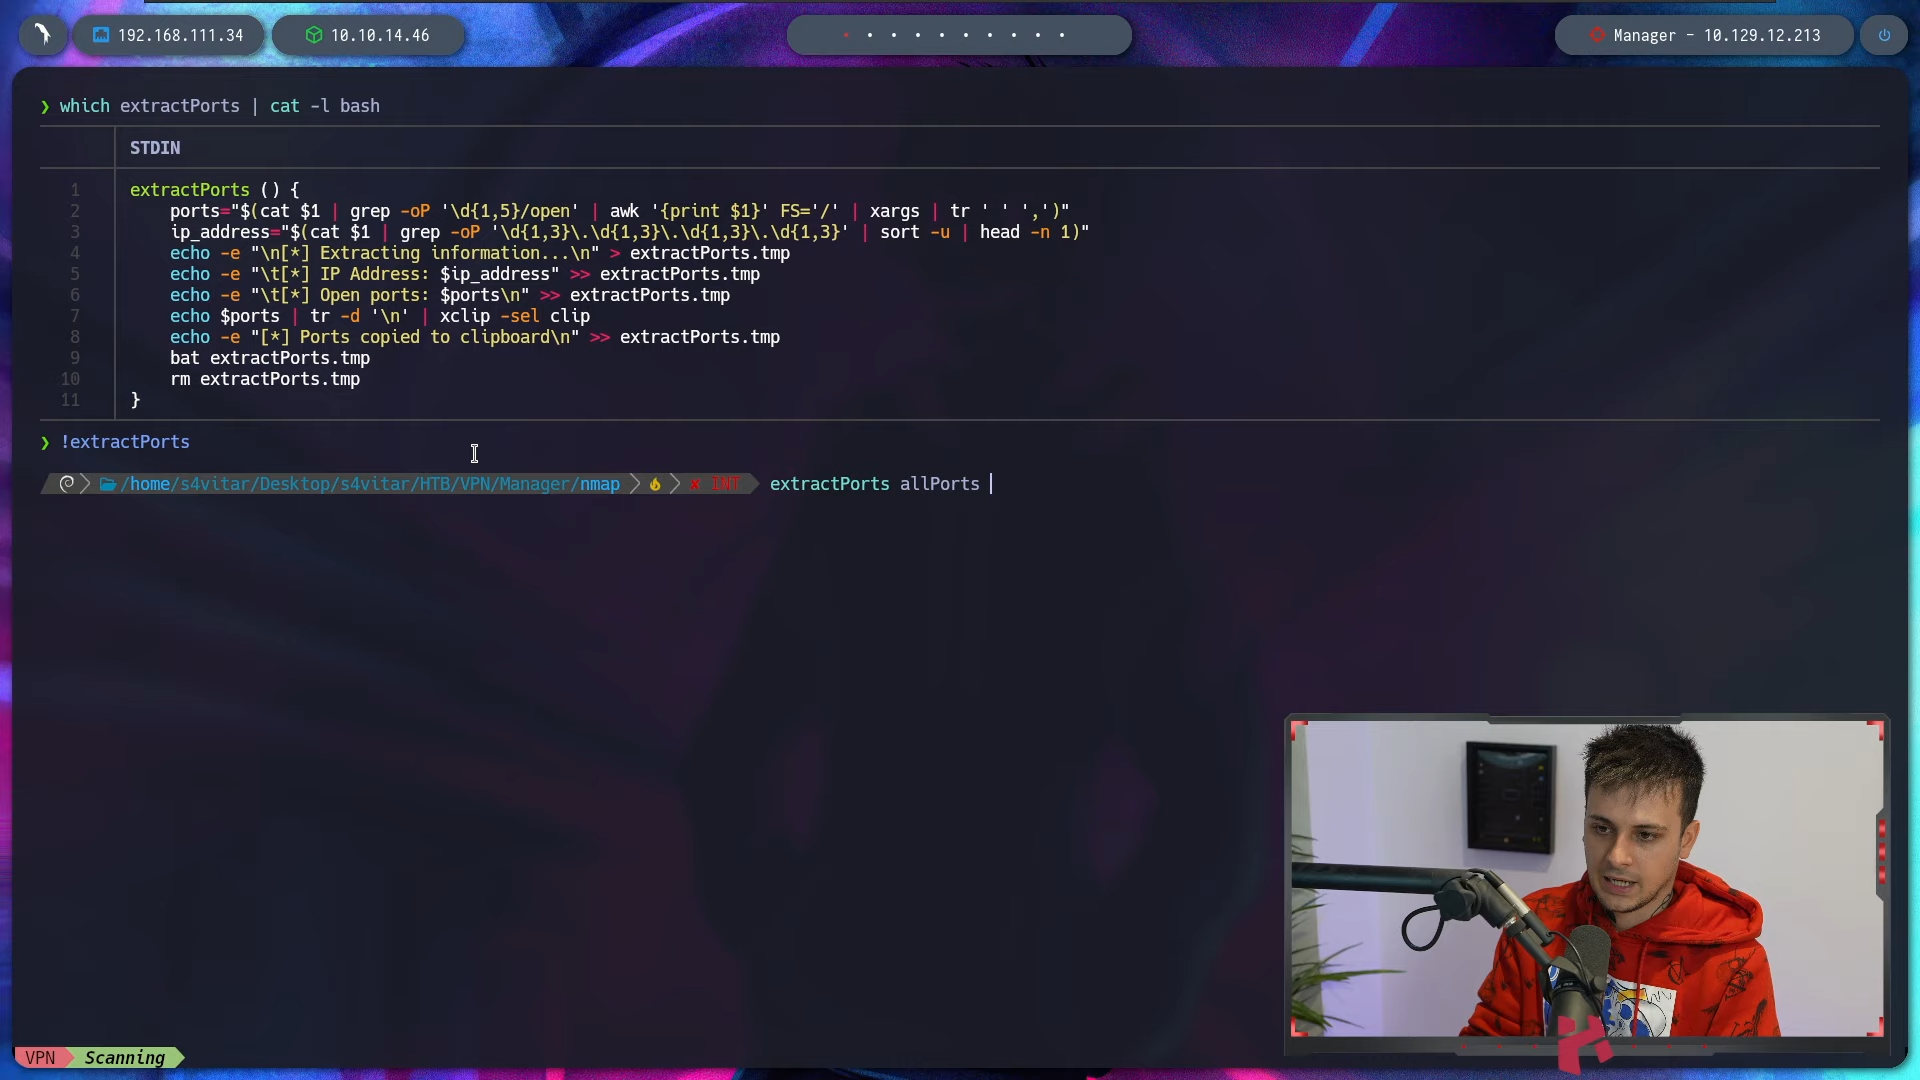 192.168.111.34
10.10.14.46
Manager - 10.129.12.213
❯ which extractPorts | cat -l bash
STDIN
1 extractPorts () {
2 ports="$(cat $1 | grep -oP '\d{1,5}/open' | awk '{print $1}' FS='/' | xargs | tr ' ' ',')"
3 ip_address="$(cat $1 | grep -oP '\d{1,3}\.\d{1,3}\.\d{1,3}\.\d{1,3}' | sort -u | head -n 1)"
4 echo -e "\n[*] Extracting information...\n" > extractPorts.tmp
5 echo -e "\t[*] IP Address: $ip_address" >> extractPorts.tmp
6 echo -e "\t[*] Open ports: $ports\n" >> extractPorts.tmp
7 echo $ports | tr -d '\n' | xclip -sel clip
8 echo -e "[*] Ports copied to clipboard\n" >> extractPorts.tmp
9 bat extractPorts.tmp
10 rm extractPorts.tmp
11 }
❯ !extractPorts
/home/s4vitar/Desktop/s4vitar/HTB/VPN/Manager/nmap ✘ INT extractPorts allPorts
VPN Scanning